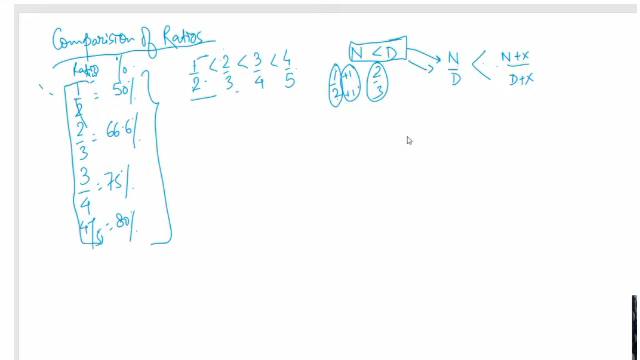 Comparision of Ratios
Ratio %
1/2 = 50%
2/3 = 66.6%
3/4 = 75%
4/5 = 80%
1/2 < 2/3 < 3/4 < 4/5
N < D
1/2 +1/+1 2/3
N/D < N+x/D+x